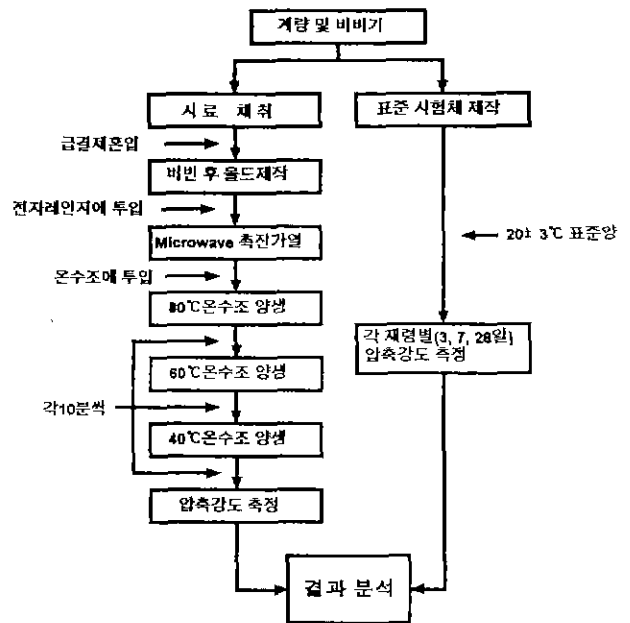 계량 및 비비기
시료 채취
표준 시험체 제작
급결재혼입
비빈 후 몰드제작
전자레인지에 투입
Microwave 촉진가열
20± 3℃ 표준양
온수조에 투입
80℃온수조 양생
각 재령별(3, 7, 28일)
압축강도 측정
60℃온수조 양생
각10분씩
40℃온수조 양생
압축강도 측정
결과 분석